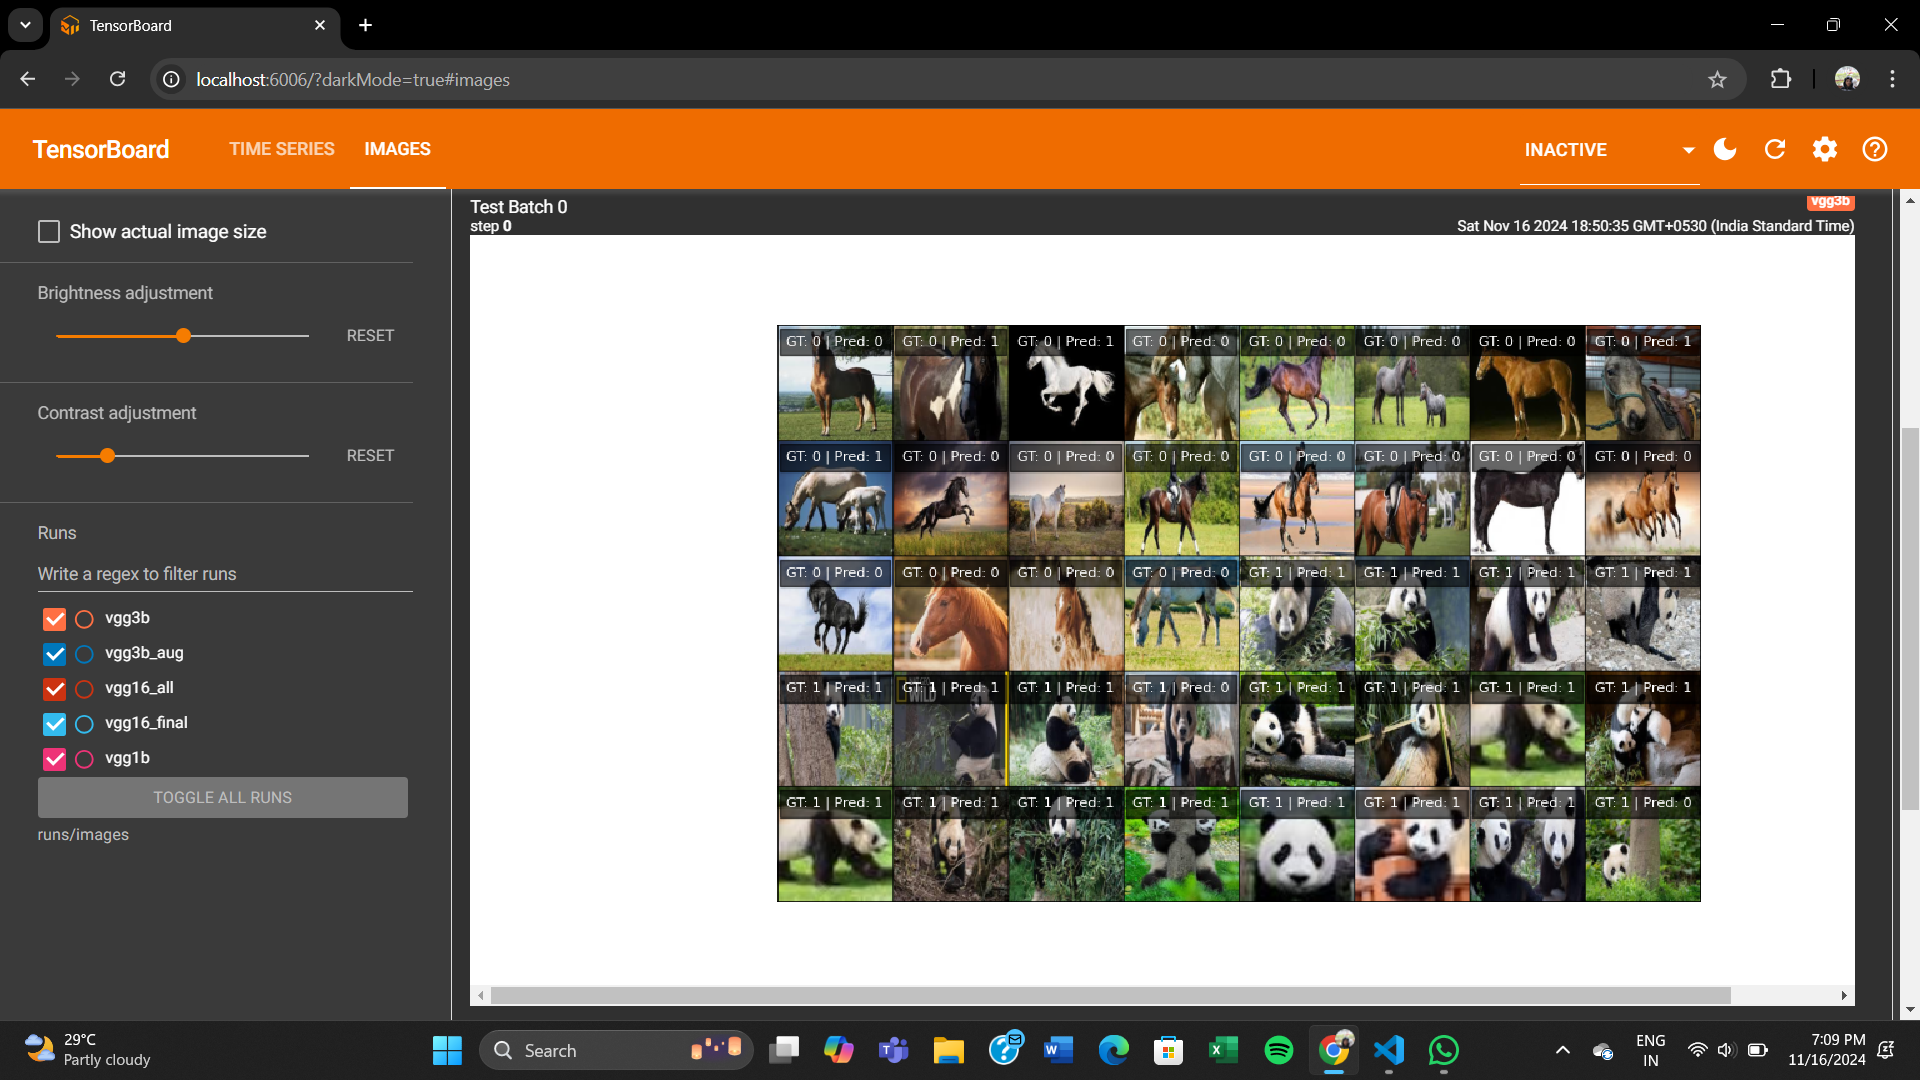 TensorBoard
localhost:6006/?darkMode=true#images
TensorBoard
TIME SERIES
IMAGES
INACTIVE
Show actual image size
Brightness adjustment
RESET
Contrast adjustment
RESET
Runs
Write a regex to filter runs
vgg3b
vgg3b_aug
vgg16_all
vgg16_final
vgg1b
TOGGLE ALL RUNS
runs/images
Test Batch 0
vgg3b
step 0
Sat Nov 16 2024 18:50:35 GMT+0530 (India Standard Time)
GT: 0 | Pred: 0 GT: 0 | Pred: 1 GT: 0 | Pred: 1 GT: 0 | Pred: 0 GT: 0 | Pred: 0 GT: 0 | Pred: 0 GT: 0 | Pred: 0 GT: 0 | Pred: 1
GT: 0 | Pred: 1 GT: 0 | Pred: 0 GT: 0 | Pred: 0 GT: 0 | Pred: 0 GT: 0 | Pred: 0 GT: 0 | Pred: 0 GT: 0 | Pred: 0 GT: 0 | Pred: 0
GT: 0 | Pred: 0 GT: 0 | Pred: 0 GT: 0 | Pred: 0 GT: 0 | Pred: 0 GT: 1 | Pred: 1 GT: 1 | Pred: 1 GT: 1 | Pred: 1 GT: 1 | Pred: 1
GT: 1 | Pred: 1 GT: 1 | Pred: 1 GT: 1 | Pred: 1 GT: 1 | Pred: 0 GT: 1 | Pred: 1 GT: 1 | Pred: 1 GT: 1 | Pred: 1 GT: 1 | Pred: 1
WILD
GT: 1 | Pred: 1 GT: 1 | Pred: 1 GT: 1 | Pred: 1 GT: 1 | Pred: 1 GT: 1 | Pred: 1 GT: 1 | Pred: 1 GT: 1 | Pred: 1 GT: 1 | Pred: 0
29°C
Partly cloudy
Search
ENG
IN
7:09 PM
11/16/2024